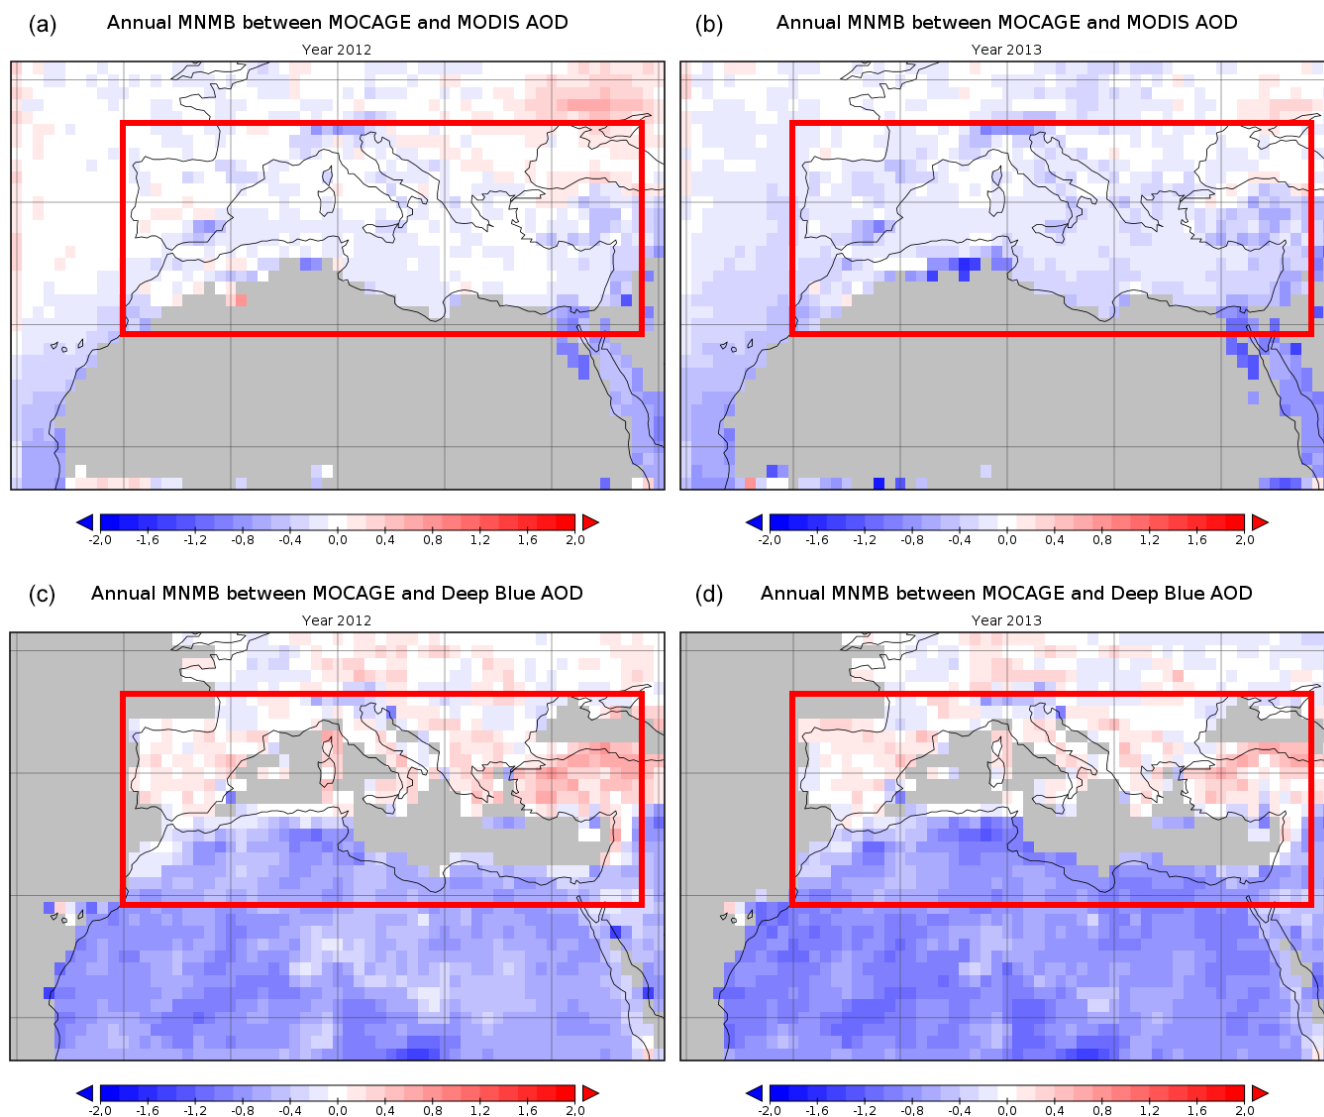 (a) Annual MNMB between MOCAGE and MODIS AOD
Year 2012
(b) Annual MNMB between MOCAGE and MODIS AOD
Year 2013
-2,0 -1,6 -1,2 -0,8 -0,4 0,0 0,4 0,8 1,2 1,6 2,0
-2,0 -1,6 -1,2 -0,8 -0,4 0,0 0,4 0,8 1,2 1,6 2,0
(c) Annual MNMB between MOCAGE and Deep Blue AOD
Year 2012
(d) Annual MNMB between MOCAGE and Deep Blue AOD
Year 2013
-2,0 -1,6 -1,2 -0,8 -0,4 0,0 0,4 0,8 1,2 1,6 2,0
-2,0 -1,6 -1,2 -0,8 -0,4 0,0 0,4 0,8 1,2 1,6 2,0